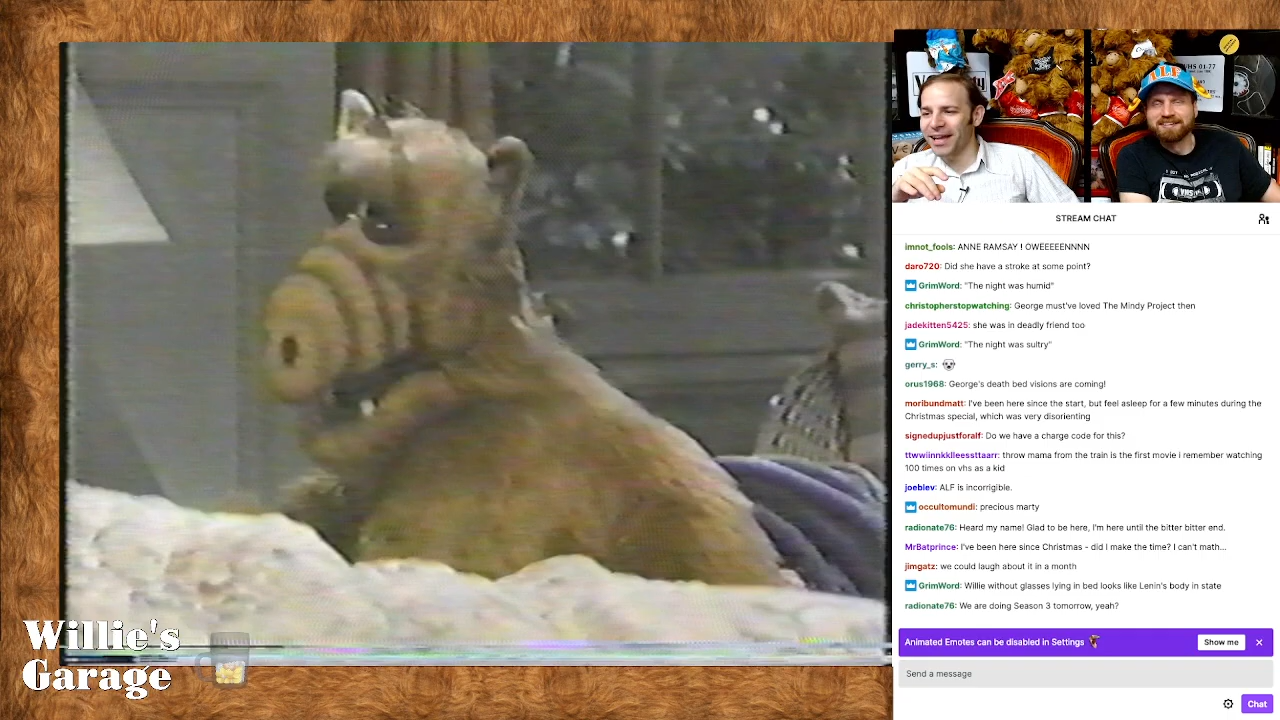 VHS 01-77
ALF
VHS
STREAM CHAT
imnot_fools: ANNE RAMSAY ! OWEEEEENNNN
daro720: Did she have a stroke at some point?
GrimWord: "The night was humid"
christopherstopwatching: George must've loved The Mindy Project then
jadekitten5425: she was in deadly friend too
GrimWord: "The night was sultry"
gerry_s:
orus1968: George's death bed visions are coming!
moribundmatt: I've been here since the start, but feel asleep for a few minutes during the
Christmas special, which was very disorienting
signedupjustforalf: Do we have a charge code for this?
ttwwiinnkklleessttaarr: throw mama from the train is the first movie i remember watching
100 times on vhs as a kid
joeblev: ALF is incorrigible.
occultomundi: precious marty
radionate76: Heard my name! Glad to be here, I'm here until the bitter bitter end.
MrBatprince: I've been here since Christmas - did I make the time? I can't math...
jimgatz: we could laugh about it in a month
GrimWord: Willie without glasses lying in bed looks like Lenin's body in state
radionate76: We are doing Season 3 tomorrow, yeah?
Animated Emotes can be disabled in Settings
Show me
Send a message
Chat
Willie's
Garage